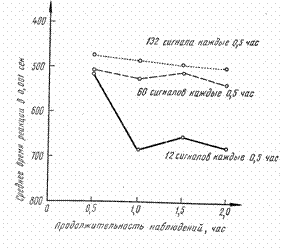 400
132 сигнала каждые 0,5 час
500
60 сигналов каждые 0,5 час
600
12 сигналов каждые 0,5 час
700
800
0 0,5 1,0 1,5 2,0
Среднее время реакции в 0,001 сен
Продолжительность наблюдений, час